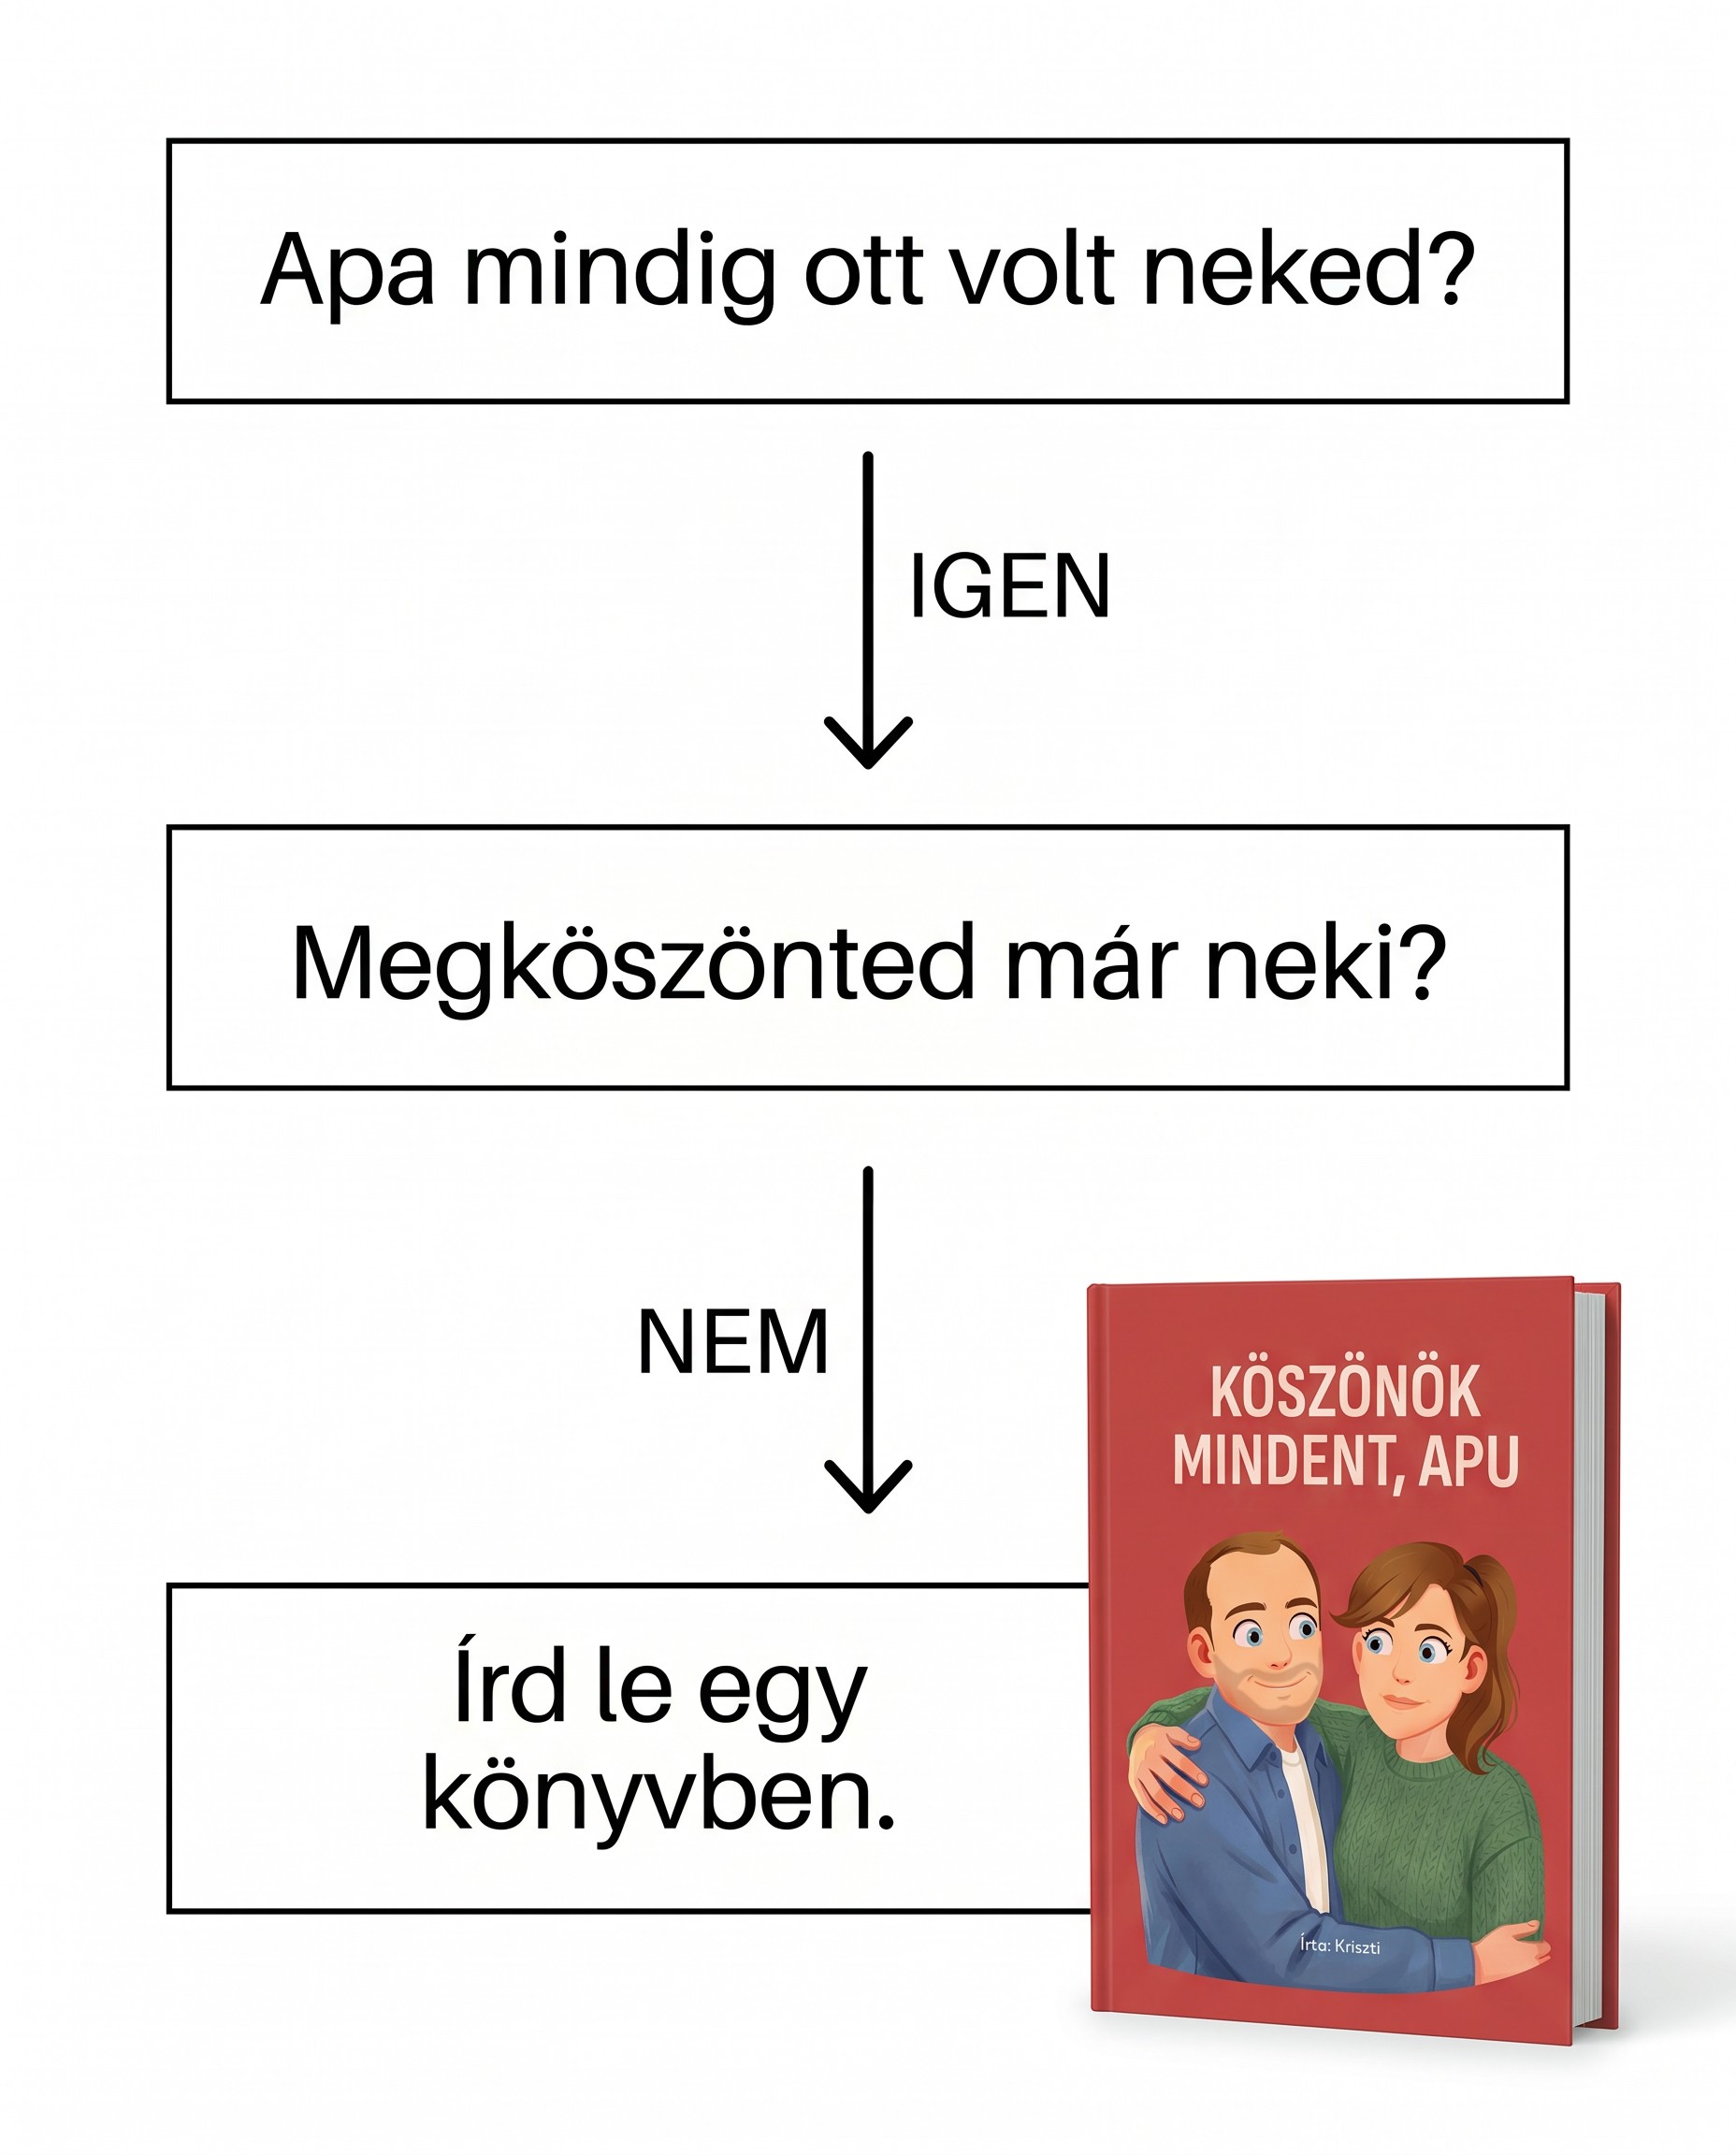 Apa mindig ott volt neked?
IGEN
Megköszönted már neki?
NEM
Írd le egy
könyvben.
KÖSZÖNÖK
MINDENT, APU
Írta: Kriszti